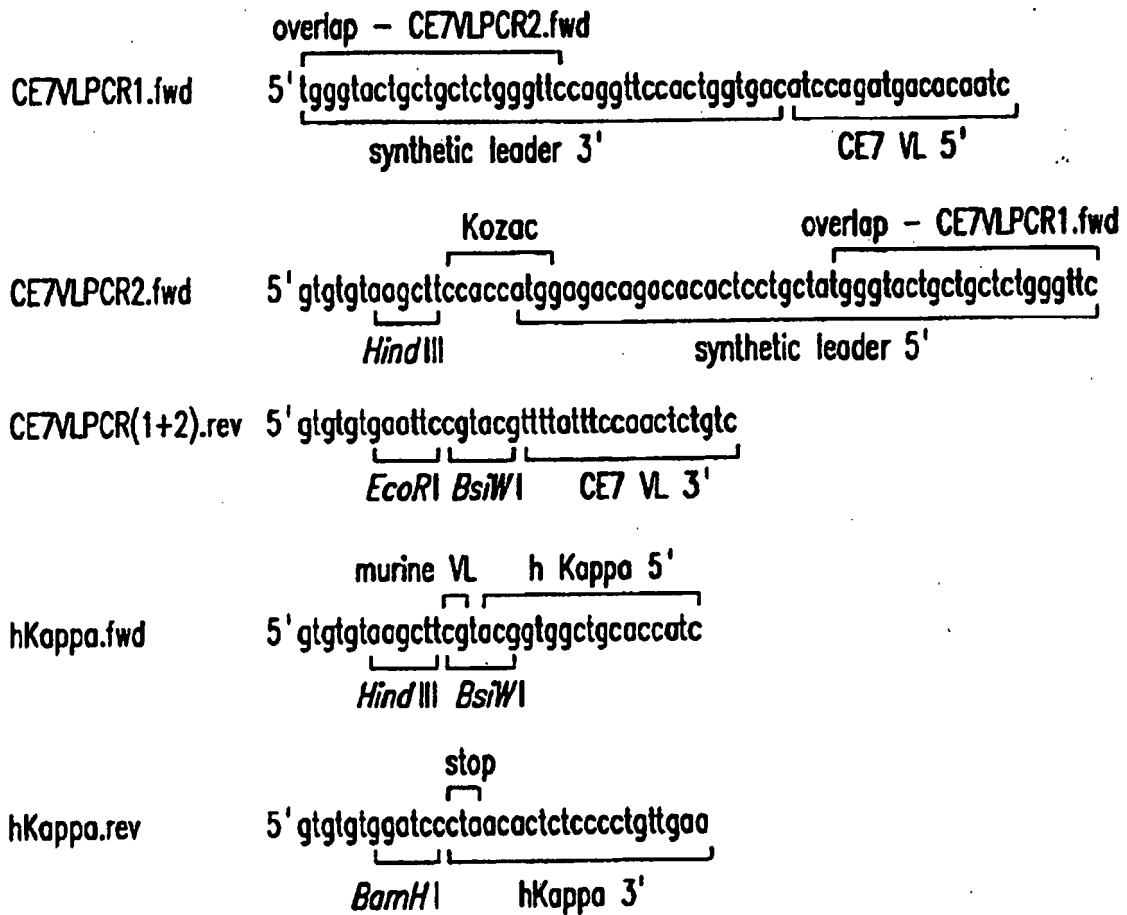 overlap – CE7VLPCR2.fwd
CE7VLPCR1.fwd 5' tgggtactgctgctctgggttccaggttccactggtgacatccagatgacacaatc
synthetic leader 3' CE7 VL 5'
Kozac overlap – CE7VLPCR1.fwd
CE7VLPCR2.fwd 5' gtgtgtaagcttccaccatggagacagacacactcctgctatgggtactgctgctctgggttc
HindIII synthetic leader 5'
CE7VLPCR(1+2).rev 5' gtgtgtgaattccgtacgttttatttccaactctgtc
EcoRI BsiWI CE7 VL 3'
murine VL h Kappa 5'
hKappa.fwd 5' gtgtgtaagcttcgtacggtggctgcaccatc
HindIII BsiWI
stop
hKappa.rev 5' gtgtgtggatccctaacactctcccctgttgaa
BamHI hKappa 3'